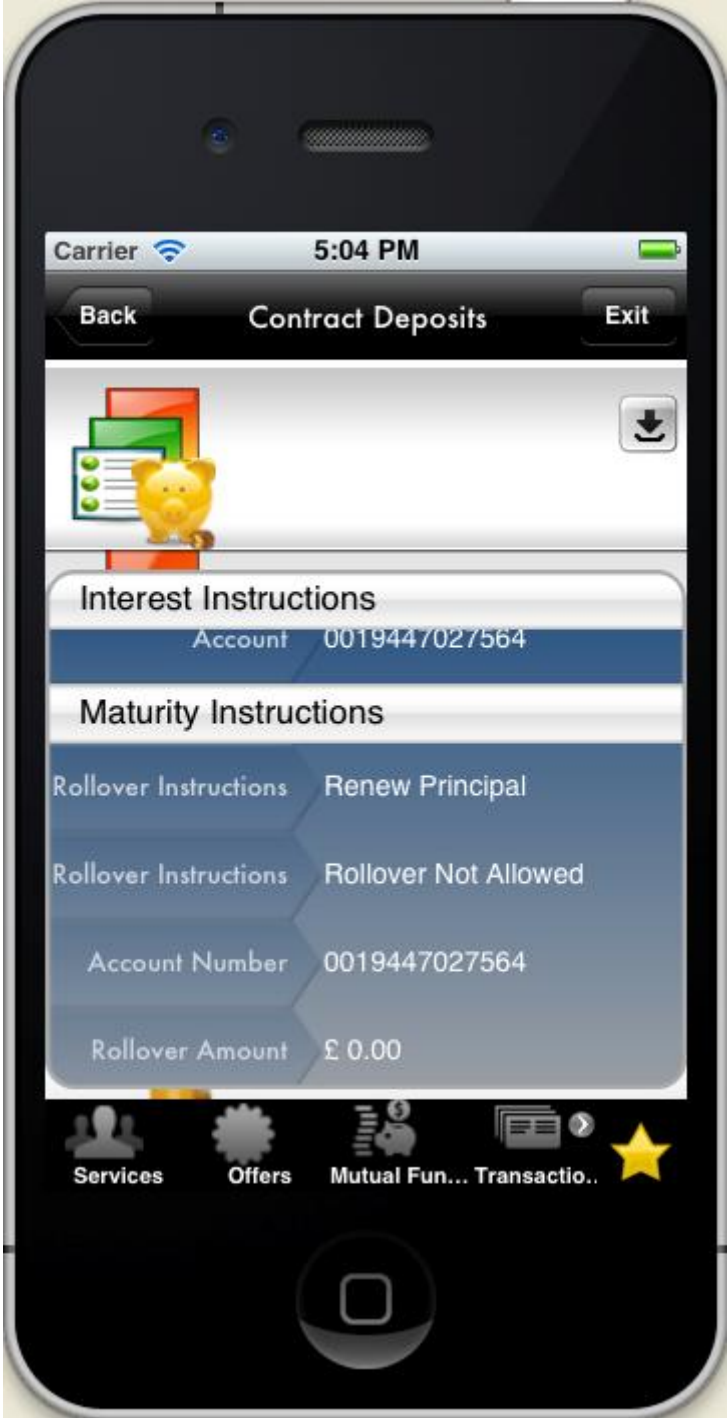 Carrier 5:04 PM
Back Contract Deposits Exit
Interest Instructions
Account 0019447027564
Maturity Instructions
Rollover Instructions Renew Principal
Rollover Instructions Rollover Not Allowed
Account Number 0019447027564
Rollover Amount £ 0.00
$
Services Offers Mutual Fun... Transactio..